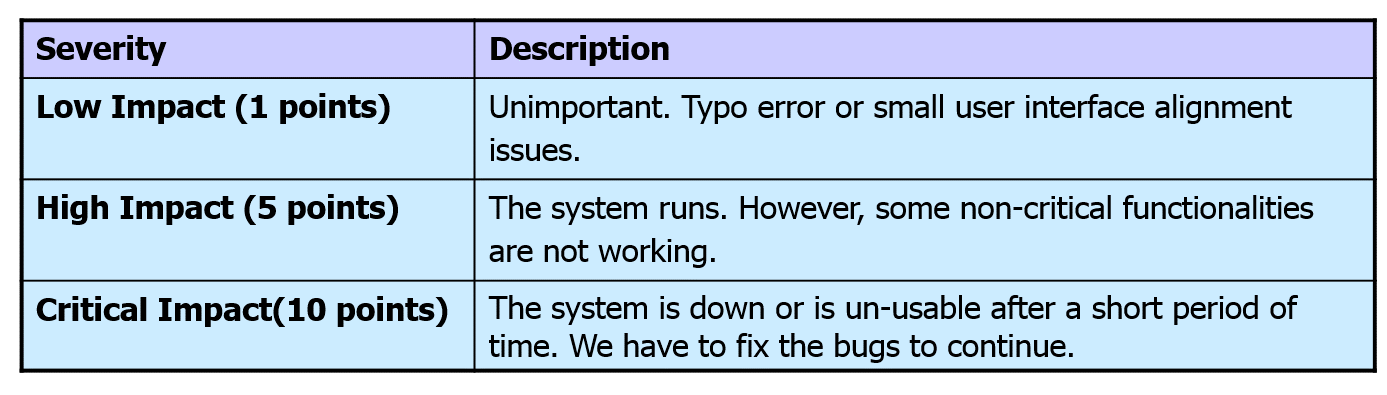 Severity
Description
Low Impact (1 points)
Unimportant. Typo error or small user interface alignment
issues.
High Impact (5 points)
The system runs. However, some non-critical functionalities
are not working.
Critical Impact(10 points)
The system is down or is un-usable after a short period of
time. We have to fix the bugs to continue.